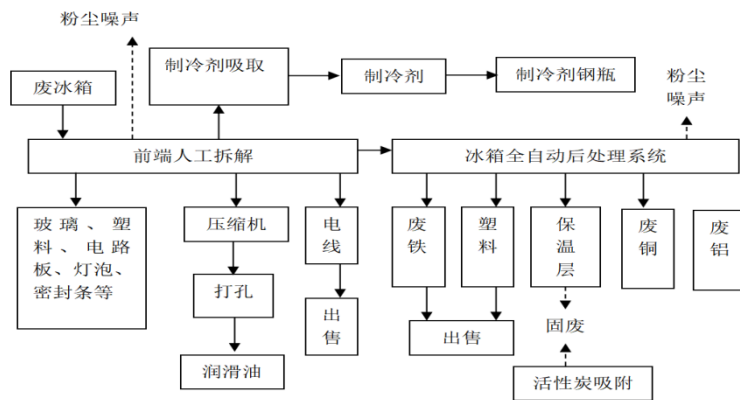 粉尘噪声
制冷剂吸取
制冷剂
制冷剂钢瓶
粉尘
噪声
废冰箱
前端人工拆解
冰箱全自动后处理系统
玻璃、塑
料、电路
板、灯泡、
密封条等
压缩机
电
线
废
铁
塑
料
保
温
层
废
铜
废
铝
打孔
出
售
出售
固废
润滑油
活性炭吸附